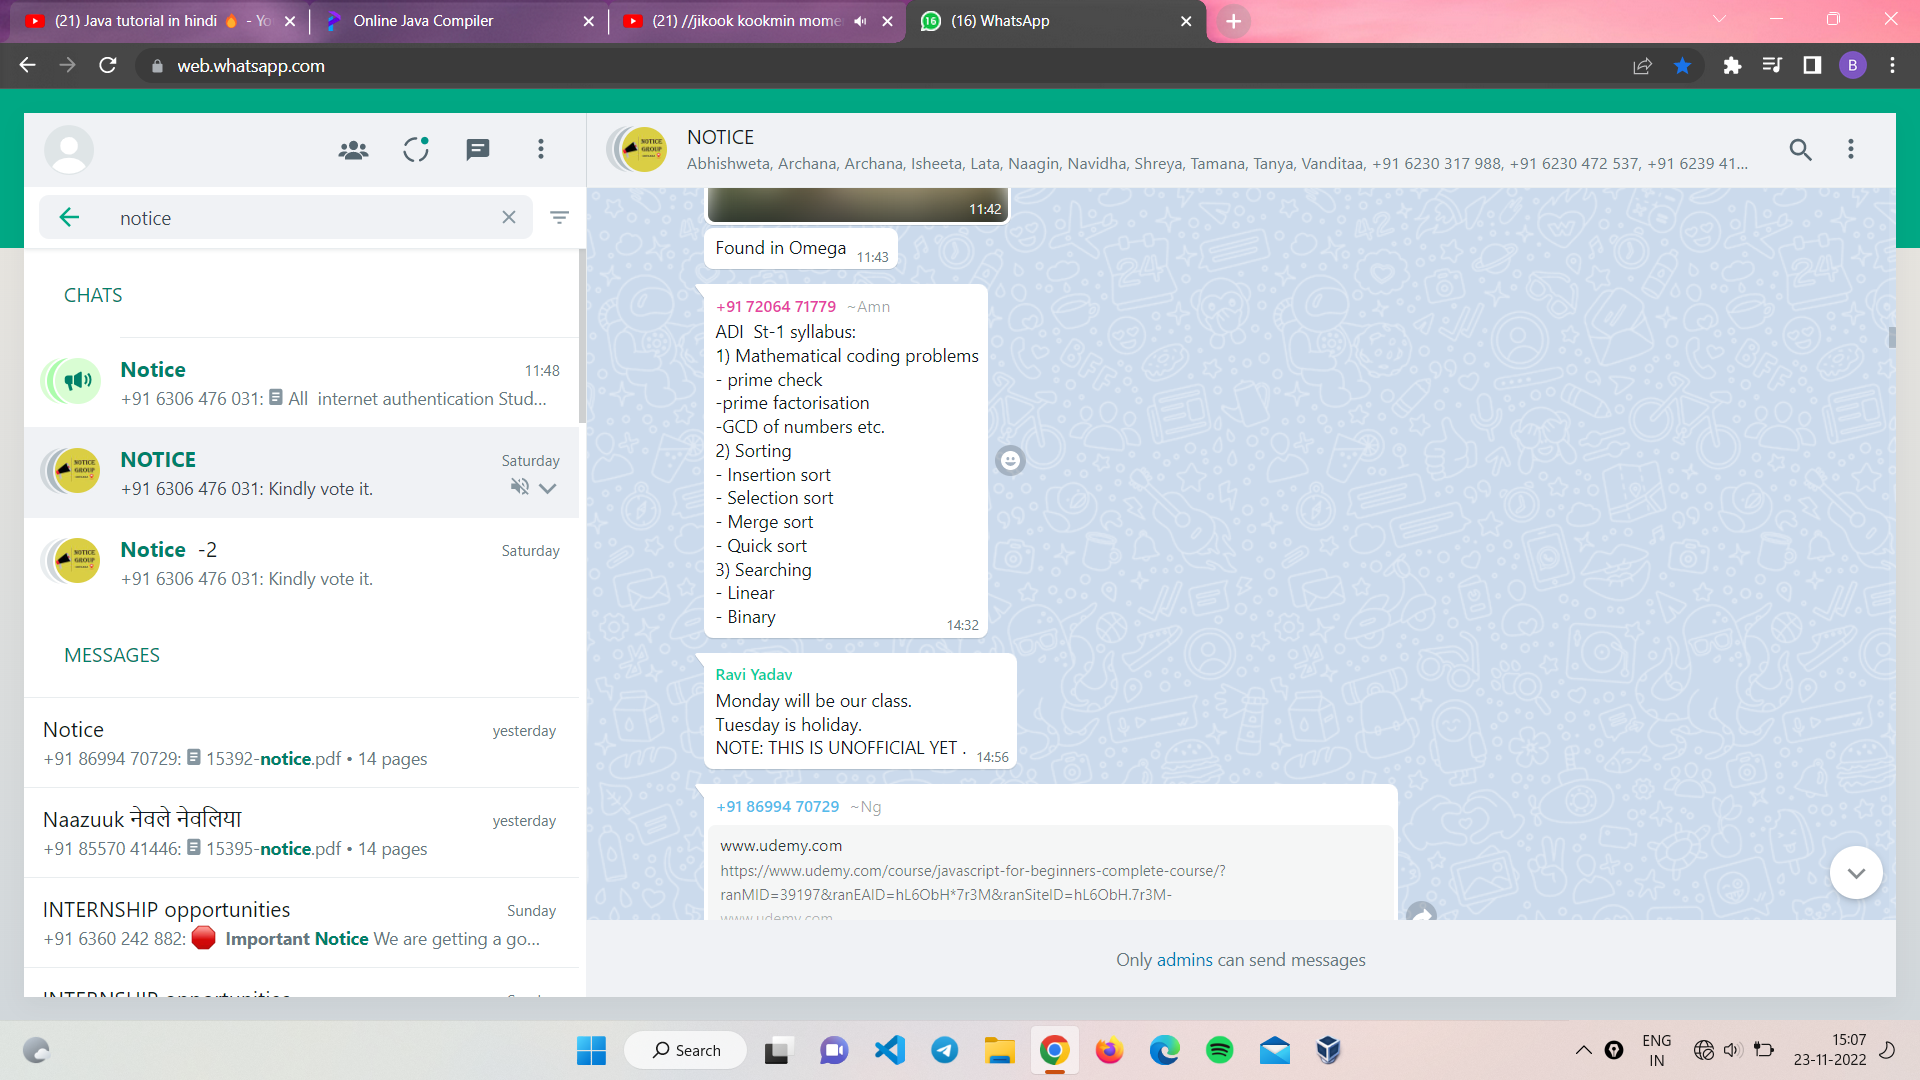 (21) Java tutorial in hindi 🔥 - Yo
Online Java Compiler
(21) //jikook kookmin mome
(16) WhatsApp
web.whatsapp.com
B
NOTICE
Abhishweta, Archana, Archana, Isheeta, Lata, Naagin, Navidha, Shreya, Tamana, Tanya, Vanditaa, +91 6230 317 988, +91 6230 472 537, +91 6239 41...
notice
CHATS
Notice
11:48
+91 6306 476 031: All  internet authentication Stud...
NOTICE
Saturday
+91 6306 476 031: Kindly vote it.
Notice -2
Saturday
+91 6306 476 031: Kindly vote it.
MESSAGES
Notice
yesterday
+91 86994 70729: 15392-notice.pdf • 14 pages
Naazuuk नेवले नेवलिया
yesterday
+91 85570 41446: 15395-notice.pdf • 14 pages
INTERNSHIP opportunities
Sunday
+91 6360 242 882: 🛑 Important Notice We are getting a go...
INTERNSHIP opportunities
11:42
Found in Omega
11:43
+91 72064 71779 ~Amn
ADI  St-1 syllabus:
1) Mathematical coding problems
- prime check
-prime factorisation
-GCD of numbers etc.
2) Sorting
- Insertion sort
- Selection sort
- Merge sort
- Quick sort
3) Searching
- Linear
- Binary
14:32
Ravi Yadav
Monday will be our class.
Tuesday is holiday.
NOTE: THIS IS UNOFFICIAL YET .
14:56
+91 86994 70729 ~Ng
www.udemy.com
https://www.udemy.com/course/javascript-for-beginners-complete-course/?
ranMID=39197&ranEAID=hL6ObH*7r3M&ranSiteID=hL6ObH.7r3M-
www.udemy.com
Only admins can send messages
Search
ENG
IN
15:07
23-11-2022